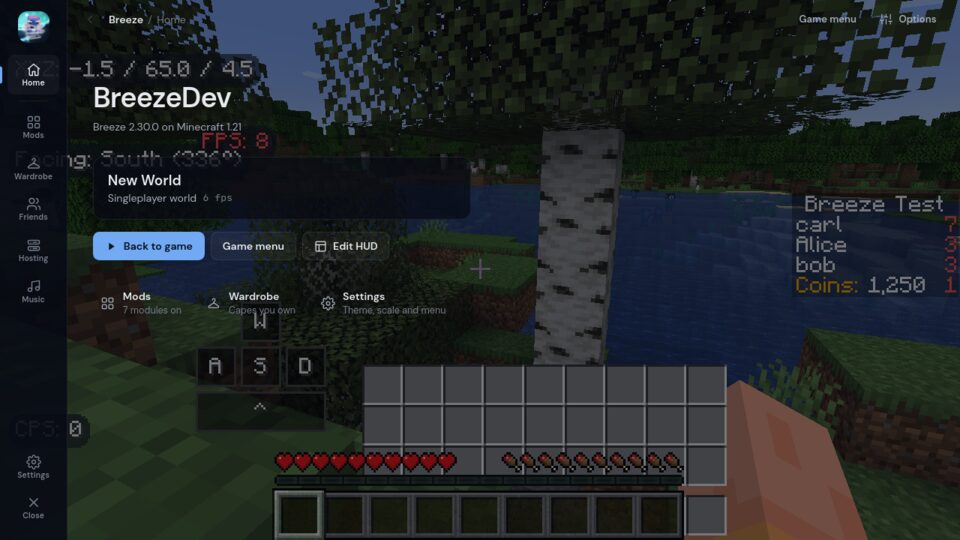 Breeze / Home
Game menu
Options
-1.5 / 65.0 / 4.5
Home
BreezeDev
Breeze 2.30.0 on Minecraft 1.21
Mods
FPS: 8
Facing: South (336°)
Wardrobe
New World
Singleplayer world 6 fps
Friends
Breeze Test
carl 7
Alice 3
bob 3
Coins: 1,250 1
Back to game
Game menu
Edit HUD
Hosting
Music
Mods
7 modules on
Wardrobe
Capes you own
Settings
Theme, scale and menu
W
A S D
^
CPS: 0
Settings
Close